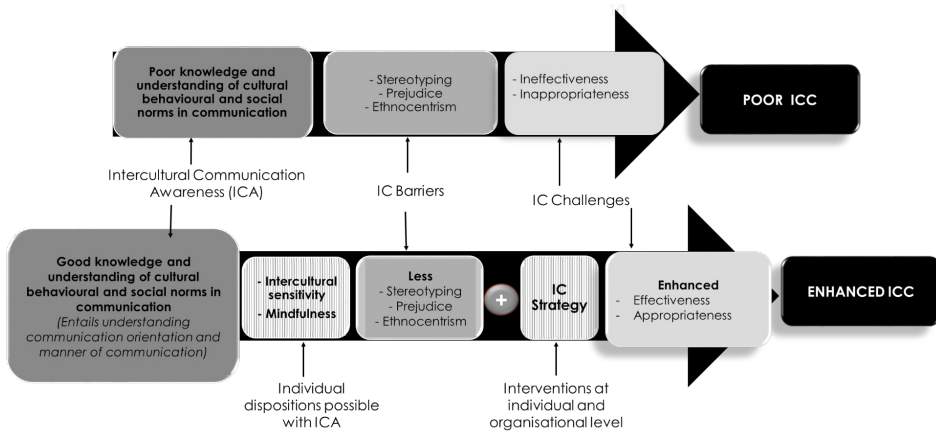 Poor knowledge and
understanding of cultural
behavioural and social
norms in communication
- Stereotyping
- Prejudice
- Ethnocentrism
- Ineffectiveness
- Inappropriateness
POOR ICC
Intercultural Communication
Awareness (ICA)
IC Barriers
IC Challenges
Good knowledge and
understanding of cultural
behavioural and social norms in
communication
(Entails understanding
communication orientation and
manner of communication)
- Intercultural
sensitivity
- Mindfulness
Less
- Stereotyping
- Prejudice
- Ethnocentrism
+
IC
Strategy
Enhanced
- Effectiveness
- Appropriateness
ENHANCED ICC
Individual
dispositions possible
with ICA
Interventions at
individual and
organisational level